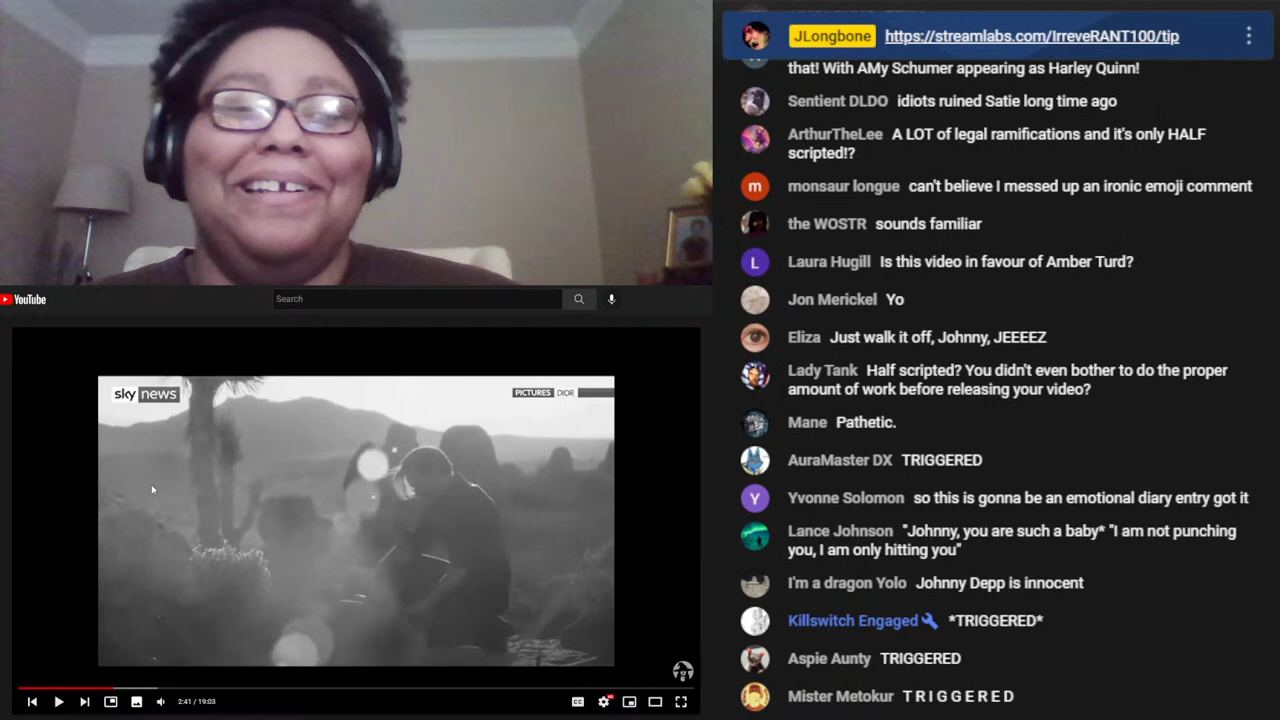 JLongbone https://streamlabs.com/IrreveRANT100/tip
that! With AMy Schumer appearing as Harley Quinn!
Sentient DLDO idiots ruined Satie long time ago
ArthurTheLee A LOT of legal ramifications and it's only HALF
scripted!?
m monsaur longue can't believe I messed up an ironic emoji comment
the WOSTR sounds familiar
L Laura Hugill Is this video in favour of Amber Turd?
Jon Merickel Yo
Eliza Just walk it off, Johnny, JEEEEZ
Lady Tank Half scripted? You didn't even bother to do the proper
amount of work before releasing your video?
Mane Pathetic.
AuraMaster DX TRIGGERED
Y Yvonne Solomon so this is gonna be an emotional diary entry got it
Lance Johnson "Johnny, you are such a baby* "I am not punching
you, I am only hitting you"
I'm a dragon Yolo Johnny Depp is innocent
Killswitch Engaged *TRIGGERED*
Aspie Aunty TRIGGERED
Mister Metokur T R I G G E R E D
YouTube
Search
sky news
PICTURES DIOR
2:41 / 19:03
CC
HD